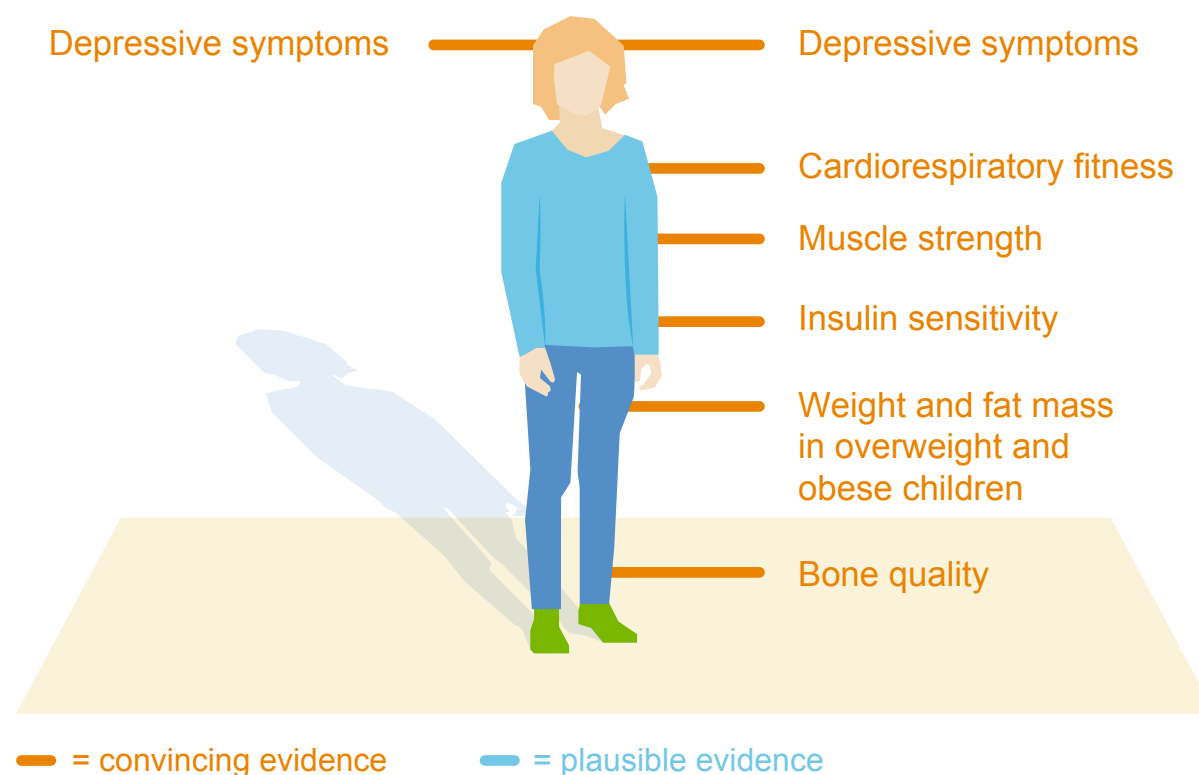 Depressive symptoms
Depressive symptoms
Cardiorespiratory fitness
Muscle strength
Insulin sensitivity
Weight and fat mass
in overweight and
obese children
Bone quality
= convincing evidence
= plausible evidence